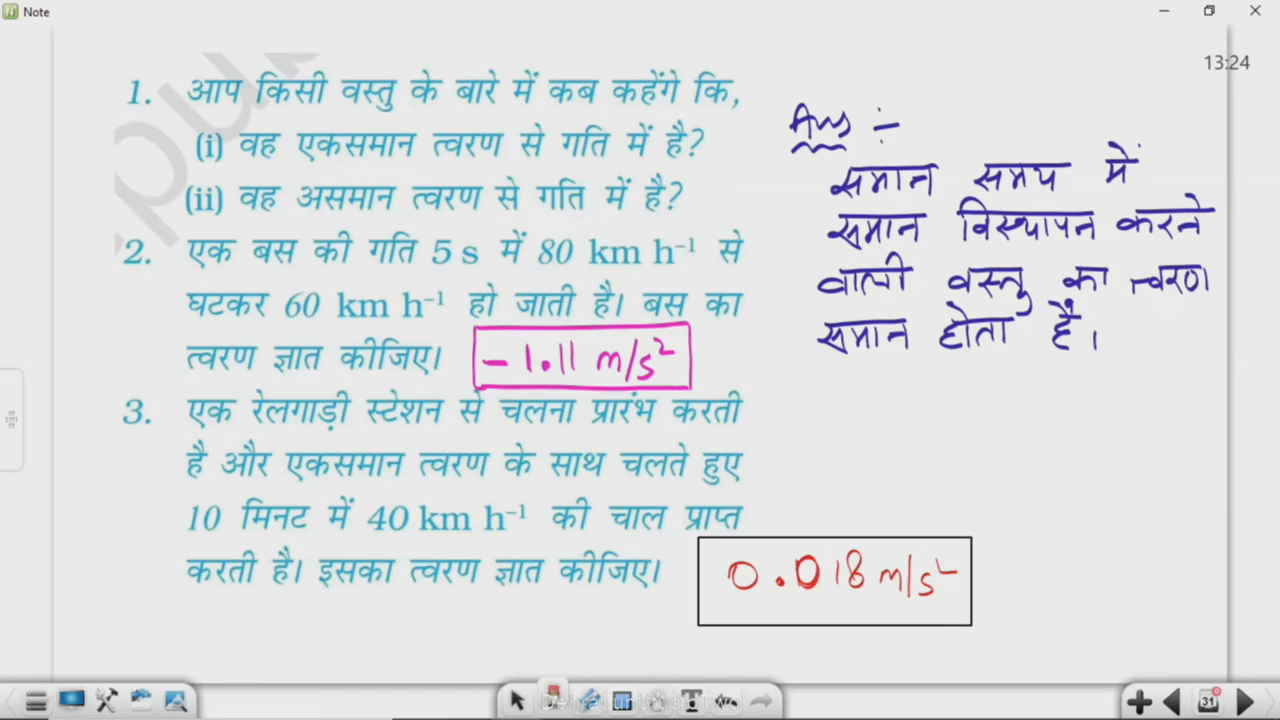 Note
13:24
1. आप किसी वस्तु के बारे में कब कहेंगे कि,
(i) वह एकसमान त्वरण से गति में है?
(ii) वह असमान त्वरण से गति में है?
2. एक बस की गति 5 s में 80 km h⁻¹ से
घटकर 60 km h⁻¹ हो जाती है। बस का
त्वरण ज्ञात कीजिए।
- 1.11 m/s²
3. एक रेलगाड़ी स्टेशन से चलना प्रारंभ करती
है और एकसमान त्वरण के साथ चलते हुए
10 मिनट में 40 km h⁻¹ की चाल प्राप्त
करती है। इसका त्वरण ज्ञात कीजिए।
0.018 m/s²
Ans :-
समान समय में
समान विस्थापन करने
वाली वस्तु का त्वरण
समान होता है।
31